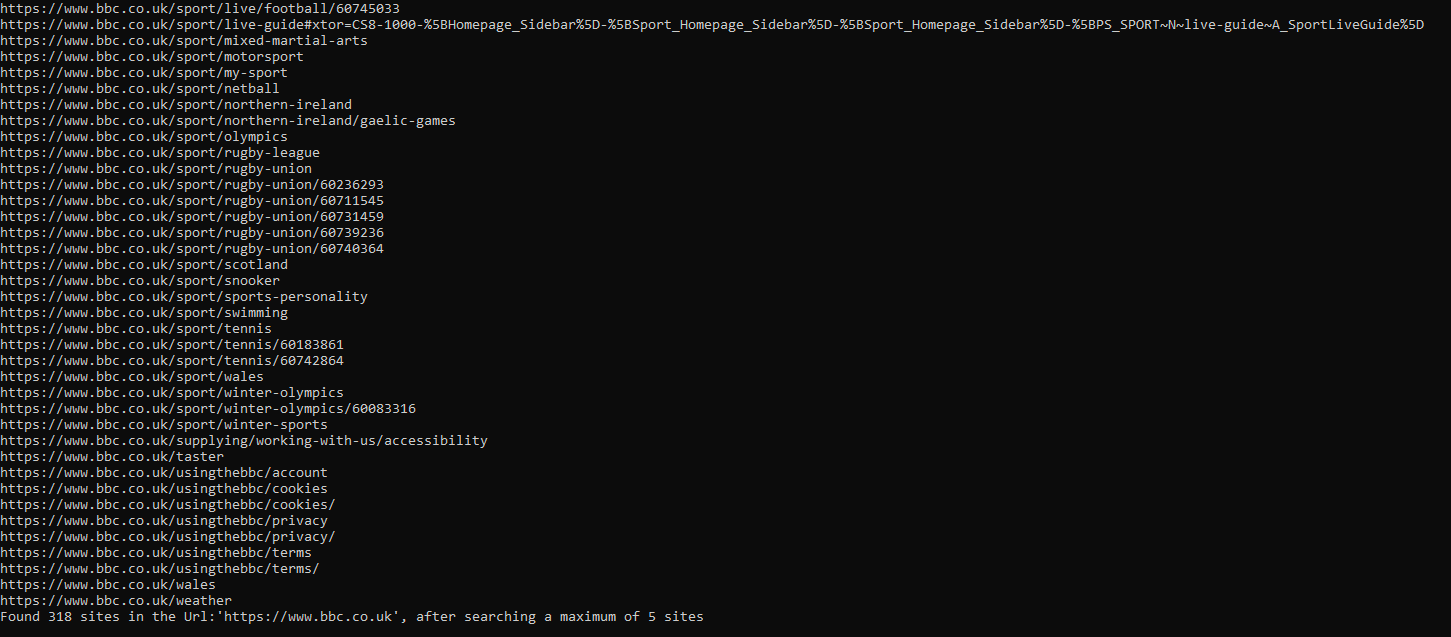 https://www.bbc.co.uk/sport/live/football/60745033
https://www.bbc.co.uk/sport/live-guide#xtor=CS8-1000-%5BHomepage_Sidebar%5D-%5BSport_Homepage_Sidebar%5D-%5BSport_Homepage_Sidebar%5D-%5BPS_SPORT~N~live-guide~A_SportLiveGuide%5D
https://www.bbc.co.uk/sport/mixed-martial-arts
https://www.bbc.co.uk/sport/motorsport
https://www.bbc.co.uk/sport/my-sport
https://www.bbc.co.uk/sport/netball
https://www.bbc.co.uk/sport/northern-ireland
https://www.bbc.co.uk/sport/northern-ireland/gaelic-games
https://www.bbc.co.uk/sport/olympics
https://www.bbc.co.uk/sport/rugby-league
https://www.bbc.co.uk/sport/rugby-union
https://www.bbc.co.uk/sport/rugby-union/60236293
https://www.bbc.co.uk/sport/rugby-union/60711545
https://www.bbc.co.uk/sport/rugby-union/60731459
https://www.bbc.co.uk/sport/rugby-union/60739236
https://www.bbc.co.uk/sport/rugby-union/60740364
https://www.bbc.co.uk/sport/scotland
https://www.bbc.co.uk/sport/snooker
https://www.bbc.co.uk/sport/sports-personality
https://www.bbc.co.uk/sport/swimming
https://www.bbc.co.uk/sport/tennis
https://www.bbc.co.uk/sport/tennis/60183861
https://www.bbc.co.uk/sport/tennis/60742864
https://www.bbc.co.uk/sport/wales
https://www.bbc.co.uk/sport/winter-olympics
https://www.bbc.co.uk/sport/winter-olympics/60083316
https://www.bbc.co.uk/sport/winter-sports
https://www.bbc.co.uk/supplying/working-with-us/accessibility
https://www.bbc.co.uk/taster
https://www.bbc.co.uk/usingthebbc/account
https://www.bbc.co.uk/usingthebbc/cookies
https://www.bbc.co.uk/usingthebbc/cookies/
https://www.bbc.co.uk/usingthebbc/privacy
https://www.bbc.co.uk/usingthebbc/privacy/
https://www.bbc.co.uk/usingthebbc/terms
https://www.bbc.co.uk/usingthebbc/terms/
https://www.bbc.co.uk/wales
https://www.bbc.co.uk/weather
Found 318 sites in the Url:'https://www.bbc.co.uk', after searching a maximum of 5 sites